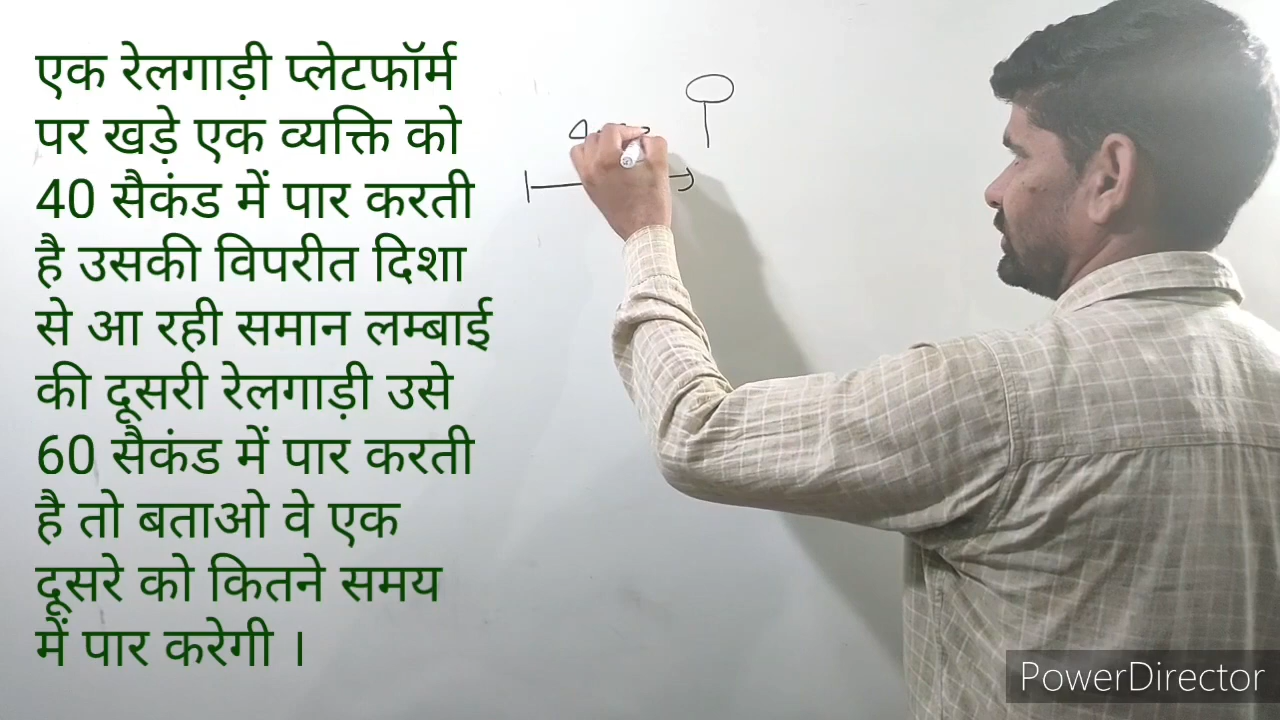 एक रेलगाड़ी प्लेटफॉर्म
पर खड़े एक व्यक्ति को
40 सैकंड में पार करती
है उसकी विपरीत दिशा
से आ रही समान लम्बाई
की दूसरी रेलगाड़ी उसे
60 सैकंड में पार करती
है तो बताओ वे एक
दूसरे को कितने समय
में पार करेगी ।
PowerDirector